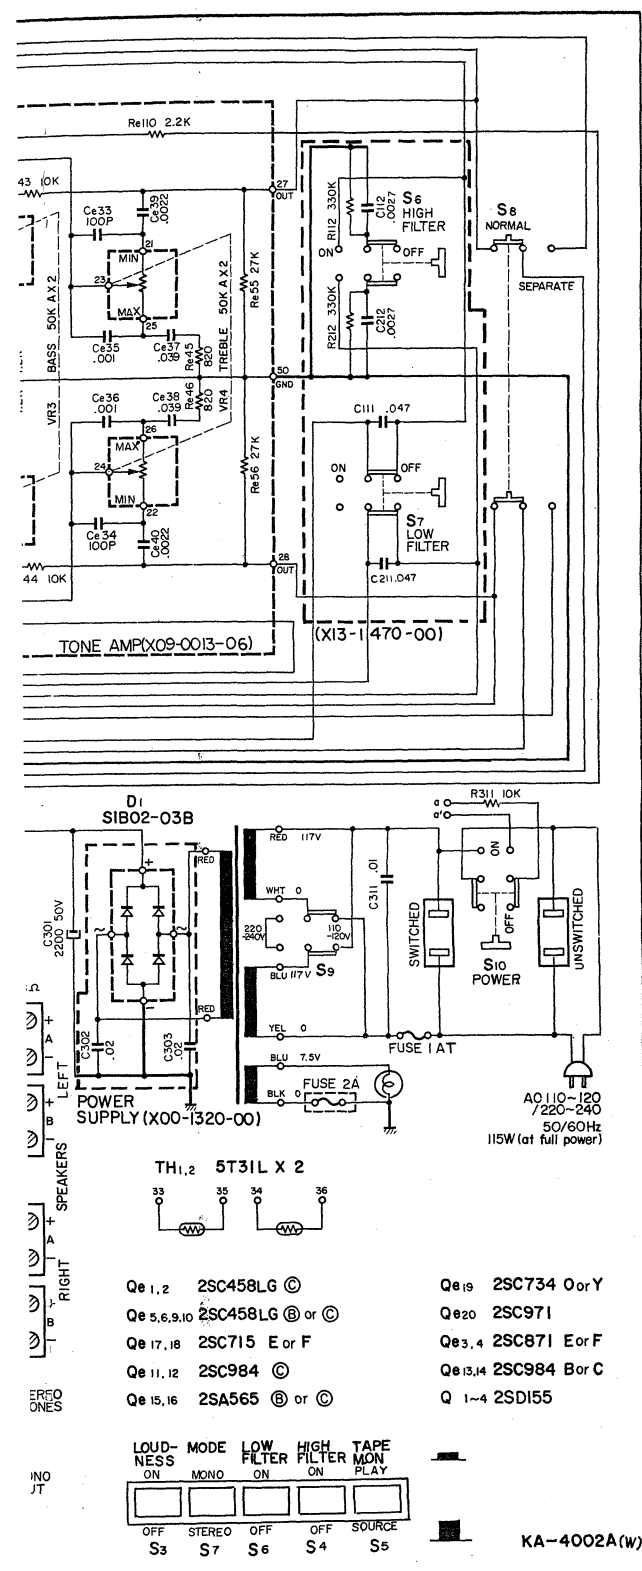 Re110 2.2K
43 10K
Ce33
100P
Ce39
.0022
27
OUT
21
MIN
23
MAX
25
Ce35
.001
Ce37
.039
Re45
820
Re46
820
BASS 50K A X 2
VR3
TREBLE 50K A X 2
VR4
Re55 27K
50
GND
Ce36
.001
Ce38
.039
26
MAX
24
MIN
22
Ce34
100P
Ce40
.0022
Re56 27K
28
OUT
44 10K
TONE AMP(X09-0013-06)
R112 330K
C112
.0027
S6
HIGH
FILTER
ON
OFF
R212 330K
C212
.0027
C111 .047
ON
OFF
S7
LOW
FILTER
C211.047
(X13-1470-00)
S8
NORMAL
SEPARATE
D1
S1B02-03B
C301
2200 50V
+
~
~
-
C302
.02
C303
.02
POWER
SUPPLY(X00-1320-00)
RED
RED
RED 117V
WHT 0
220
-240V
110
-120V
S9
BLU 117V
YEL 0
BLU 7.5V
BLK 0
FUSE 2A
C311 .01
FUSE 1AT
SWITCHED
a
a'
R311 10K
ON
OFF
S10
POWER
UNSWITCHED
AC110~120
/220~240
50/60Hz
115W(at full power)
+
A
-
+
B
-
LEFT
SPEAKERS
+
A
-
+
B
-
RIGHT
TH1,2 5T31L X 2
33
35
34
36
Qe 1,2 2SC458LG Ⓒ
Qe 5,6,9,10 2SC458LG Ⓑ or Ⓒ
Qe 17,18 2SC715 E or F
Qe 11,12 2SC984 Ⓒ
Qe 15,16 2SA565 Ⓑ or Ⓒ
Qe19 2SC734 O or Y
Qe20 2SC971
Qe3,4 2SC871 E or F
Qe13,14 2SC984 B or C
Q 1~4 2SD155
LOUD-
NESS
MODE
LOW
FILTER
HIGH
FILTER
TAPE
MON
ON
MONO
ON
ON
PLAY
OFF
STEREO
OFF
OFF
SOURCE
S3
S7
S6
S4
S5
KA-4002A(W)